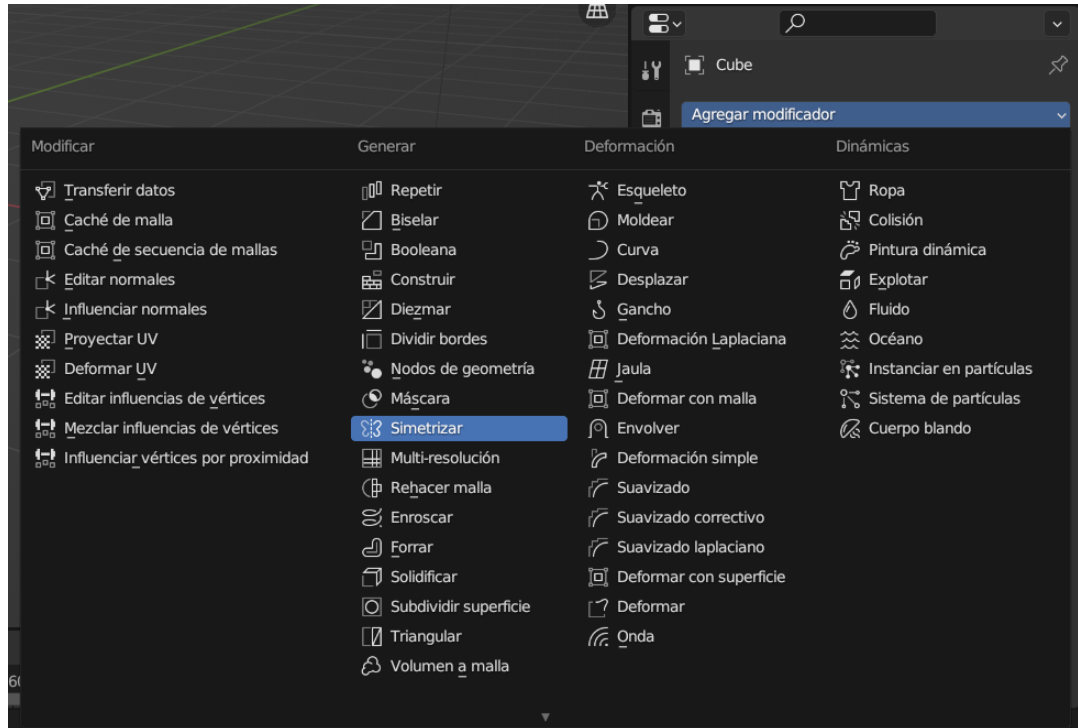 Cube
Agregar modificador
Modificar
Transferir datos
Caché de malla
Caché de secuencia de mallas
Editar normales
Influenciar normales
Proyectar UV
Deformar UV
Editar influencias de vértices
Mezclar influencias de vértices
Influenciar vértices por proximidad
Generar
Repetir
Biselar
Booleana
Construir
Diezmar
Dividir bordes
Nodos de geometría
Máscara
Simetrizar
Multi-resolución
Rehacer malla
Enroscar
Forrar
Solidificar
Subdividir superficie
Triangular
Volumen a malla
Deformación
Esqueleto
Moldear
Curva
Desplazar
Gancho
Deformación Laplaciana
Jaula
Deformar con malla
Envolver
Deformación simple
Suavizado
Suavizado correctivo
Suavizado laplaciano
Deformar con superficie
Deformar
Onda
Dinámicas
Ropa
Colisión
Pintura dinámica
Explotar
Fluido
Océano
Instanciar en partículas
Sistema de partículas
Cuerpo blando